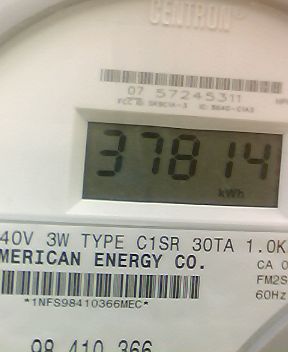 CENTRON®
07 57245311
37814
kWh
40V 3W TYPE C1SR 30TA 1.0K
MERICAN ENERGY CO.
CA 0
FM2S
*1NFS98410366MEC*
60Hz
98 410 366